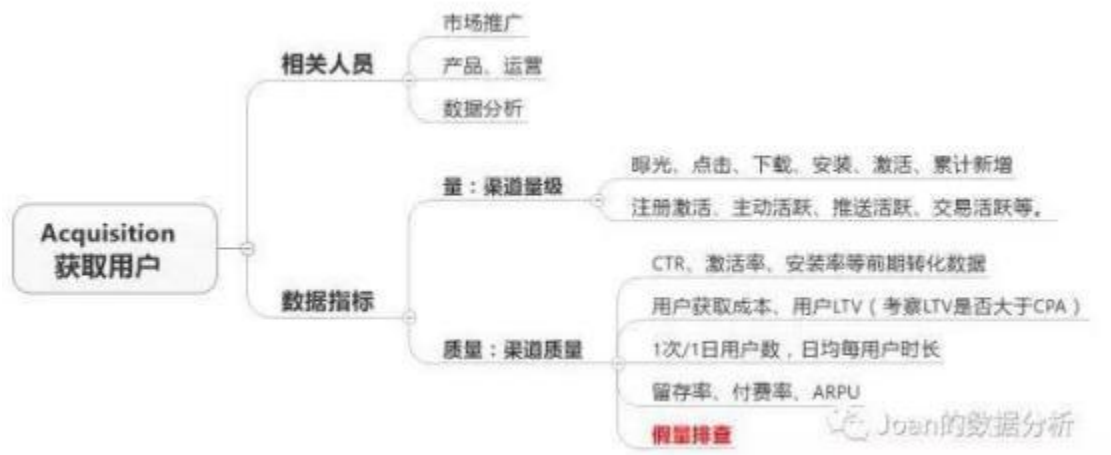 市场推广
相关人员
产品、运营
数据分析
曝光、点击、下载、安装、激活、累计新增
量：渠道量级
注册激活、主动活跃、推送活跃、交易活跃等。
Acquisition
获取用户
CTR、激活率、安装率等前期转化数据
数据指标
用户获取成本、用户LTV（考察LTV是否大于CPA）
质量：渠道质量
1次/1日用户数，日均每用户时长
留存率、付费率、ARPU
假量排查
Joan的数据分析